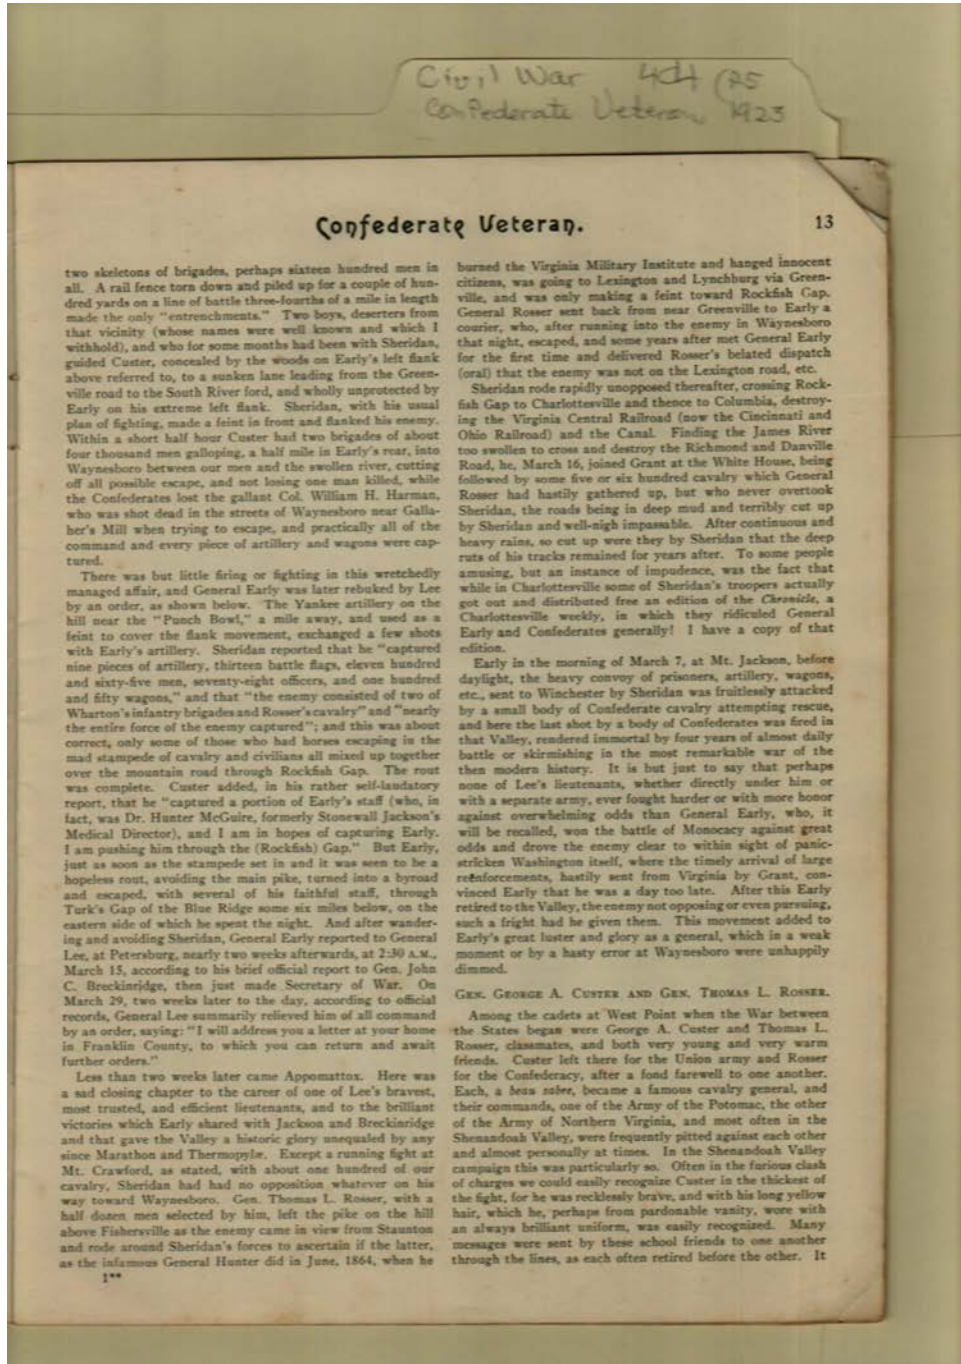 Civil War 404 (25
Confederate Veteran, 1923
Confederate Veteran.
13
two skeletons of brigades, perhaps sixteen hundred men in
all. A rail fence torn down and piled up for a couple of hun-
dred yards on a line of battle three-fourths of a mile in length
made the only "entrenchments." Two boys, deserters from
that vicinity (whose names were well known and which I
withhold), and who for some months had been with Sheridan,
guided Custer, concealed by the woods on Early's left flank
above referred to, to a sunken lane leading from the Green-
ville road to the South River ford, and wholly unprotected by
Early on his extreme left flank. Sheridan, with his usual
plan of fighting, made a feint in front and flanked his enemy.
Within a short half hour Custer had two brigades of about
four thousand men galloping, a half mile in Early's rear, into
Waynesboro between our men and the swollen river, cutting
off all possible escape, and not losing one man killed, while
the Confederates lost the gallant Col. William H. Harman,
who was shot dead in the streets of Waynesboro near Galla-
her's Mill when trying to escape, and practically all of the
command and every piece of artillery and wagons were cap-
tured.
There was but little firing or fighting in this wretchedly
managed affair, and General Early was later rebuked by Lee
by an order, as shown below. The Yankee artillery on the
hill near the "Punch Bowl," a mile away, and used as a
feint to cover the flank movement, exchanged a few shots
with Early's artillery. Sheridan reported that he "captured
nine pieces of artillery, thirteen battle flags, eleven hundred
and sixty-five men, seventy-eight officers, and one hundred
and fifty wagons," and that "the enemy consisted of two of
Wharton's infantry brigades and Rosser's cavalry" and "nearly
the entire force of the enemy captured"; and this was about
correct, only some of those who had horses escaping in the
mad stampede of cavalry and civilians all mixed up together
over the mountain road through Rockfish Gap. The rout
was complete. Custer added, in his rather self-laudatory
report, that he "captured a portion of Early's staff (who, in
fact, was Dr. Hunter McGuire, formerly Stonewall Jackson's
Medical Director), and I am in hopes of capturing Early.
I am pushing him through the (Rockfish) Gap." But Early,
just as soon as the stampede set in and it was seen to be a
hopeless rout, avoiding the main pike, turned into a byroad
and escaped, with several of his faithful staff, through
Turk's Gap of the Blue Ridge some six miles below, on the
eastern side of which he spent the night. And after wander-
ing and avoiding Sheridan, General Early reported to General
Lee, at Petersburg, nearly two weeks afterwards, at 2:30 A.M.,
March 15, according to his brief official report to Gen. John
C. Breckinridge, then just made Secretary of War. On
March 29, two weeks later to the day, according to official
records, General Lee summarily relieved him of all command
by an order, saying: "I will address you a letter at your home
in Franklin County, to which you can return and await
further orders."
Less than two weeks later came Appomattox. Here was
a sad closing chapter to the career of one of Lee's bravest,
most trusted, and efficient lieutenants, and to the brilliant
victories which Early shared with Jackson and Breckinridge
and that gave the Valley a historic glory unequaled by any
since Marathon and Thermopylæ. Except a running fight at
Mt. Crawford, as stated, with about one hundred of our
cavalry, Sheridan had had no opposition whatever on his
way toward Waynesboro. Gen. Thomas L. Rosser, with a
half dozen men selected by him, left the pike on the hill
above Fishersville as the enemy came in view from Staunton
and rode around Sheridan's forces to ascertain if the latter,
as the infamous General Hunter did in June, 1864, when he
1**
burned the Virginia Military Institute and hanged innocent
citizens, was going to Lexington and Lynchburg via Green-
ville, and was only making a feint toward Rockfish Gap.
General Rosser sent back from near Greenville to Early a
courier, who, after running into the enemy in Waynesboro
that night, escaped, and some years after met General Early
for the first time and delivered Rosser's belated dispatch
(oral) that the enemy was not on the Lexington road, etc.
Sheridan rode rapidly unopposed thereafter, crossing Rock-
fish Gap to Charlottesville and thence to Columbia, destroy-
ing the Virginia Central Railroad (now the Cincinnati and
Ohio Railroad) and the Canal. Finding the James River
too swollen to cross and destroy the Richmond and Danville
Road, he, March 16, joined Grant at the White House, being
followed by some five or six hundred cavalry which General
Rosser had hastily gathered up, but who never overtook
Sheridan, the roads being in deep mud and terribly cut up
by Sheridan and well-nigh impassable. After continuous and
heavy rains, so cut up were they by Sheridan that the deep
ruts of his tracks remained for years after. To some people
amusing, but an instance of impudence, was the fact that
while in Charlottesville some of Sheridan's troopers actually
got out and distributed free an edition of the Chronicle, a
Charlottesville weekly, in which they ridiculed General
Early and Confederates generally! I have a copy of that
edition.
Early in the morning of March 7, at Mt. Jackson, before
daylight, the heavy convoy of prisoners, artillery, wagons,
etc., sent to Winchester by Sheridan was fruitlessly attacked
by a small body of Confederate cavalry attempting rescue,
and here the last shot by a body of Confederates was fired in
that Valley, rendered immortal by four years of almost daily
battle or skirmishing in the most remarkable war of the
then modern history. It is but just to say that perhaps
none of Lee's lieutenants, whether directly under him or
with a separate army, ever fought harder or with more honor
against overwhelming odds than General Early, who, it
will be recalled, won the battle of Monocacy against great
odds and drove the enemy clear to within sight of panic-
stricken Washington itself, where the timely arrival of large
reënforcements, hastily sent from Virginia by Grant, con-
vinced Early that he was a day too late. After this Early
retired to the Valley, the enemy not opposing or even pursuing,
such a fright had he given them. This movement added to
Early's great luster and glory as a general, which in a weak
moment or by a hasty error at Waynesboro were unhappily
dimmed.
GEN. GEORGE A. CUSTER AND GEN. THOMAS L. ROSSER.
Among the cadets at West Point when the War between
the States began were George A. Custer and Thomas L.
Rosser, classmates, and both very young and very warm
friends. Custer left there for the Union army and Rosser
for the Confederacy, after a fond farewell to one another.
Each, a beau sabre, became a famous cavalry general, and
their commands, one of the Army of the Potomac, the other
of the Army of Northern Virginia, and most often in the
Shenandoah Valley, were frequently pitted against each other
and almost personally at times. In the Shenandoah Valley
campaign this was particularly so. Often in the furious clash
of charges we could easily recognize Custer in the thickest of
the fight, for he was recklessly brave, and with his long yellow
hair, which he, perhaps from pardonable vanity, wore with
an always brilliant uniform, was easily recognized. Many
messages were sent by these school friends to one another
through the lines, as each often retired before the other. It